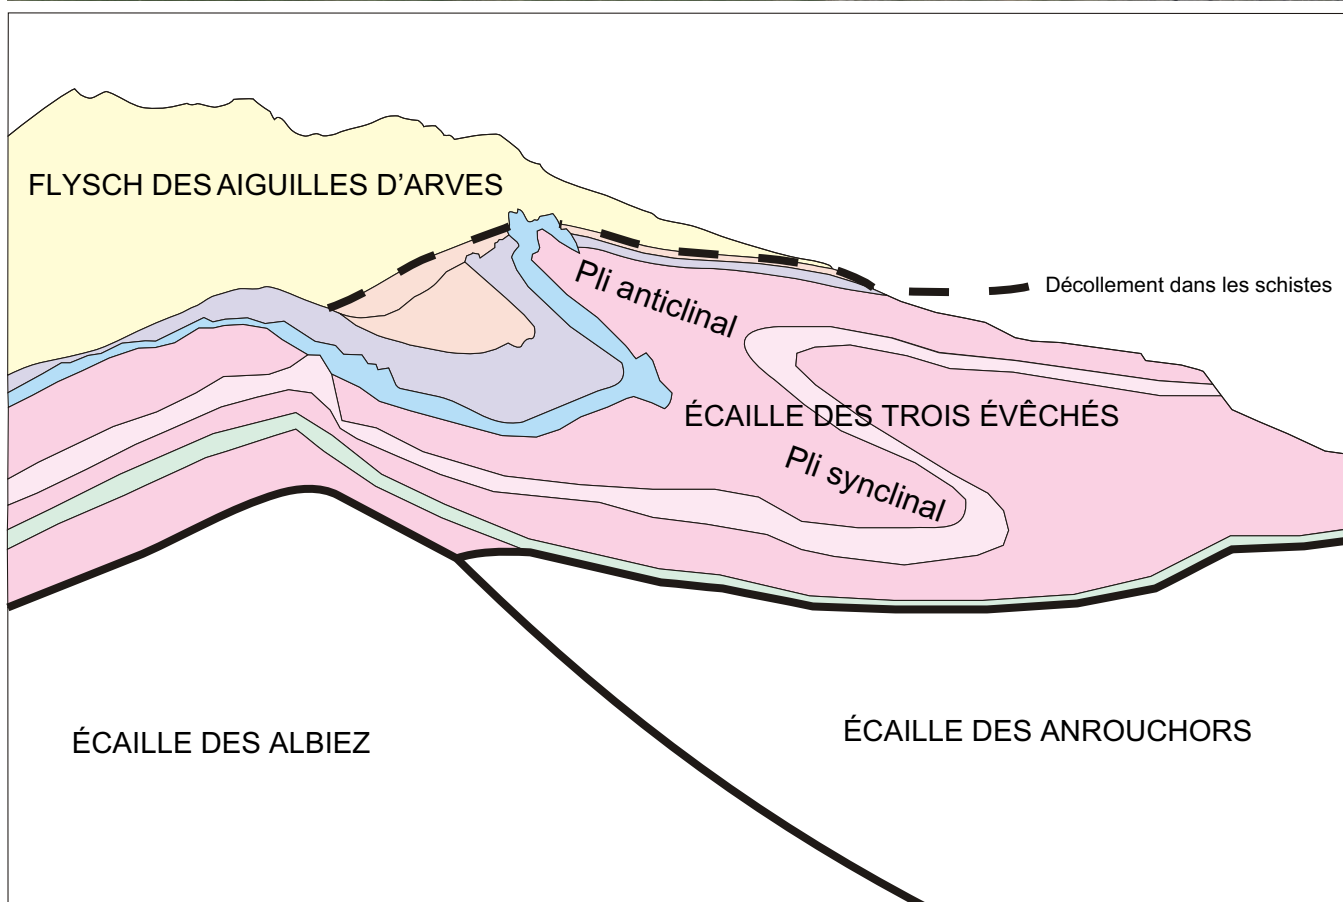 FLYSCH DES AIGUILLES D'ARVES
Pli anticlinal
Décollement dans les schistes
ÉCAILLE DES TROIS ÉVÊCHÉS
Pli synclinal
ÉCAILLE DES ALBIEZ
ÉCAILLE DES ANROUCHORS